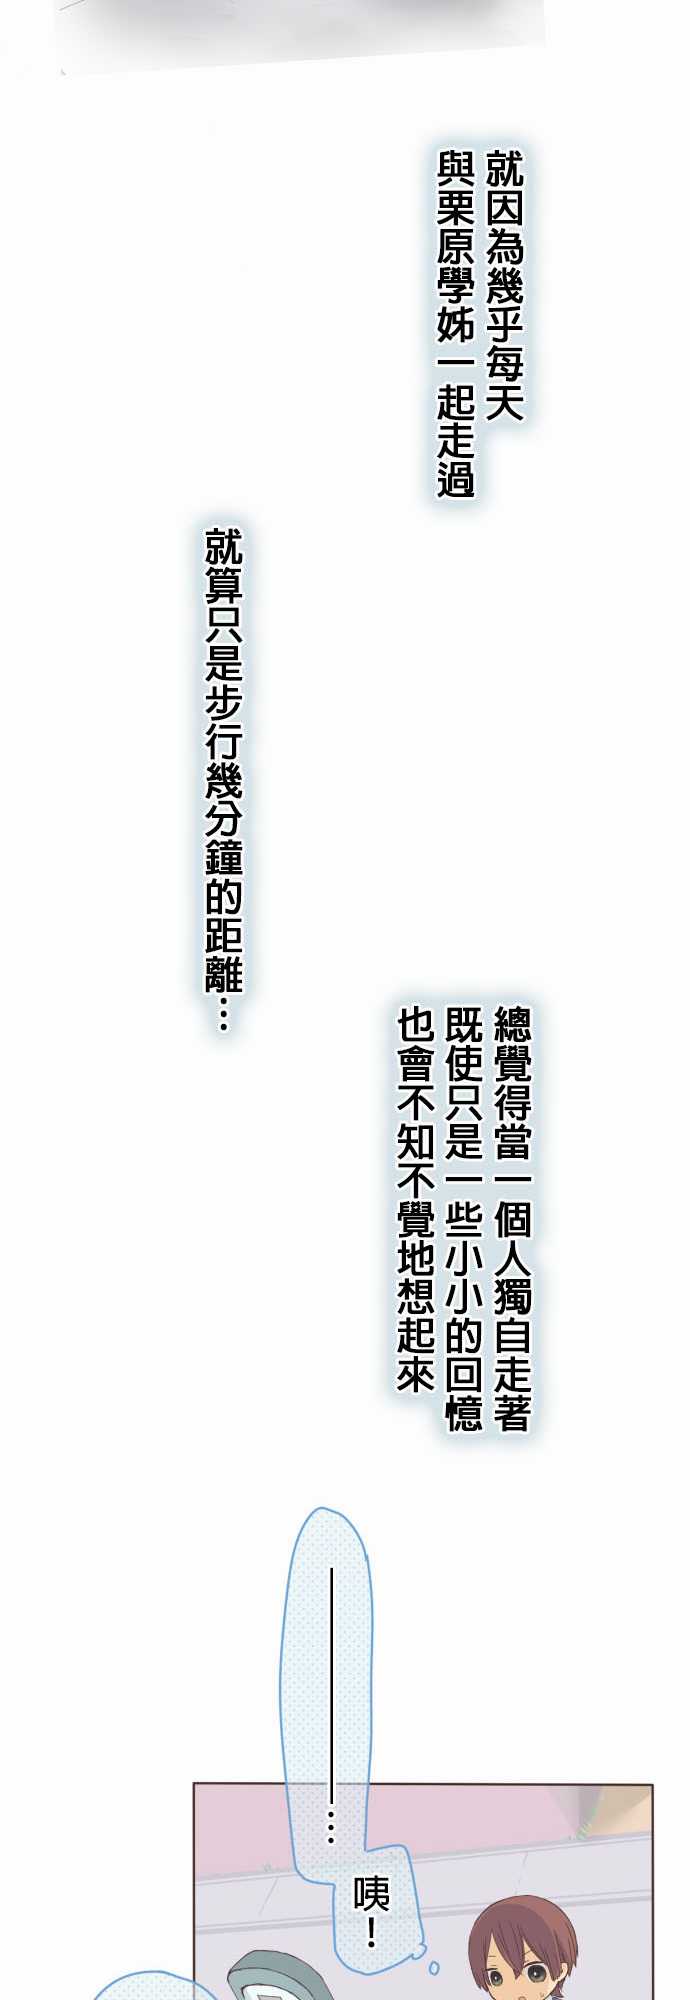 就因為幾乎每天
與栗原學姊一起走過
就算只是步行幾分鐘的距離…
總覺得當一個人獨自走著
既使只是一些小小的回憶
也會不知不覺地想起來
———…
咦！